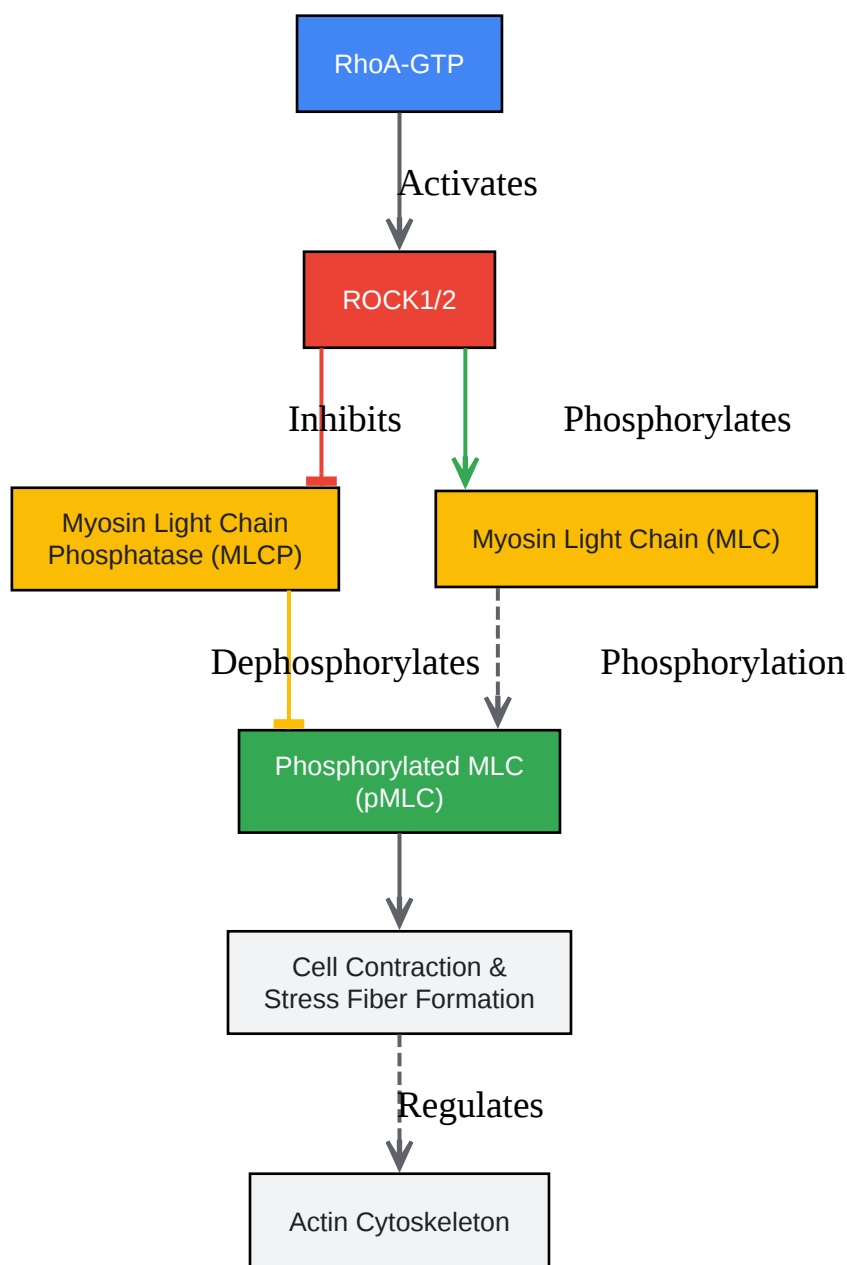 RhoA-GTP
Activates
ROCK1/2
Inhibits
Phosphorylates
Myosin Light Chain
Phosphatase (MLCP)
Myosin Light Chain (MLC)
Dephosphorylates
Phosphorylation
Phosphorylated MLC
(pMLC)
Cell Contraction &
Stress Fiber Formation
Regulates
Actin Cytoskeleton